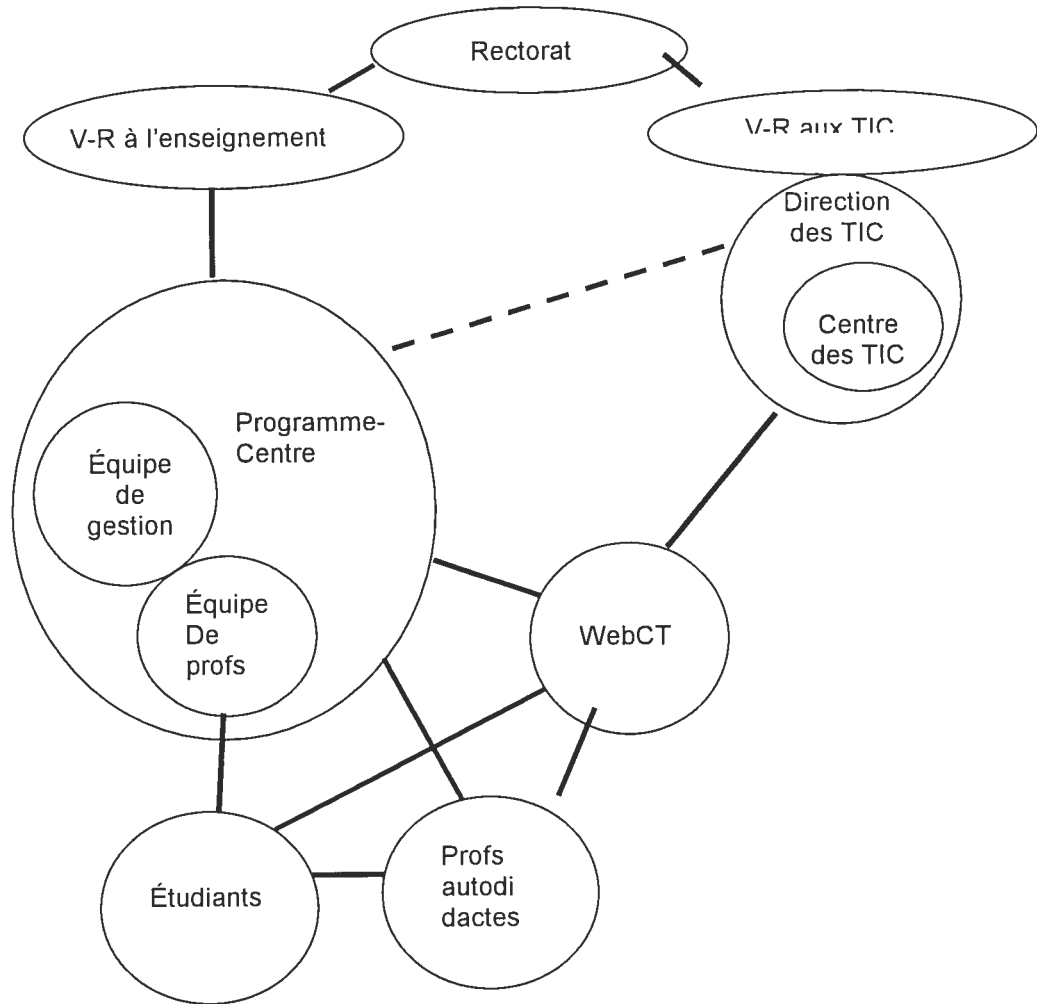 Rectorat
V-R à l'enseignement
V-R aux TIC
Direction
des TIC
Centre
des TIC
Programme-
Centre
Équipe
de
gestion
Équipe
De
profs
WebCT
Étudiants
Profs
autodi
dactes